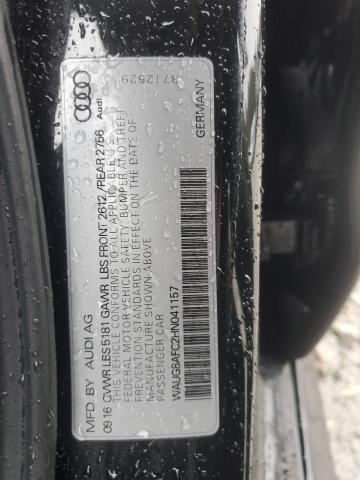 MFD BY AUDI AG
09 16 GVWR LBS 5181 GAWR LBS FRONT 2612 / REAR 2756
THIS VEHICLE CONFORMS TO ALL APPLICABLE U.S.
FEDERAL MOTOR VEHICLE SAFETY, BUMPER AND THEFT
PREVENTION STANDARDS IN EFFECT ON THE DATE OF
MANUFACTURE SHOWN ABOVE
PASSENGER CAR
WAUG8AFC2HN041157
GERMANY
Audi
3712529